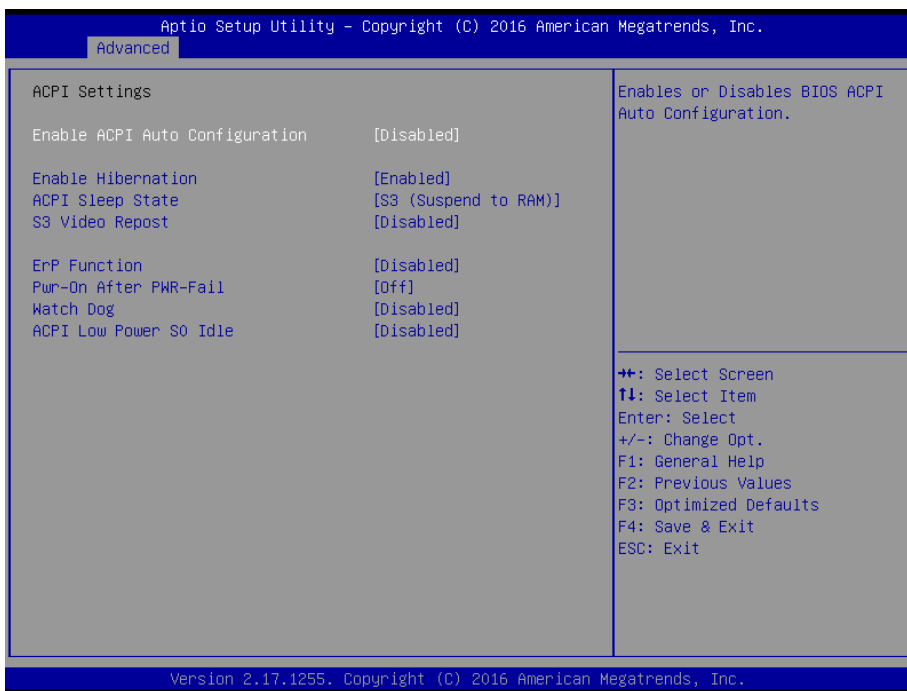 Aptio Setup Utility – Copyright (C) 2016 American Megatrends, Inc.
Advanced
ACPI Settings
Enable ACPI Auto Configuration [Disabled]
Enable Hibernation [Enabled]
ACPI Sleep State [S3 (Suspend to RAM)]
S3 Video Repost [Disabled]
ErP Function [Disabled]
Pwr-On After PWR-Fail [Off]
Watch Dog [Disabled]
ACPI Low Power S0 Idle [Disabled]
Enables or Disables BIOS ACPI
Auto Configuration.
→←: Select Screen
↑↓: Select Item
Enter: Select
+/-: Change Opt.
F1: General Help
F2: Previous Values
F3: Optimized Defaults
F4: Save & Exit
ESC: Exit
Version 2.17.1255. Copyright (C) 2016 American Megatrends, Inc.